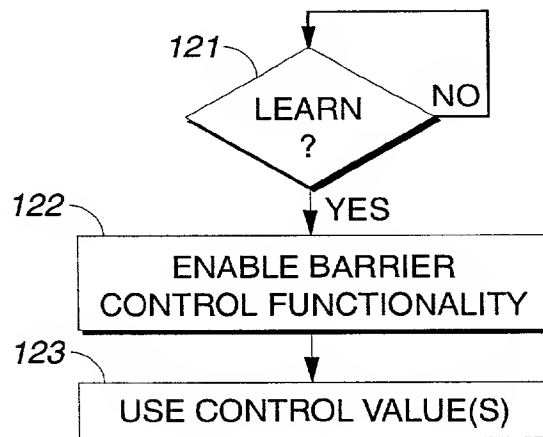 121
LEARN
?
NO
YES
122
ENABLE BARRIER
CONTROL FUNCTIONALITY
123
USE CONTROL VALUE(S)